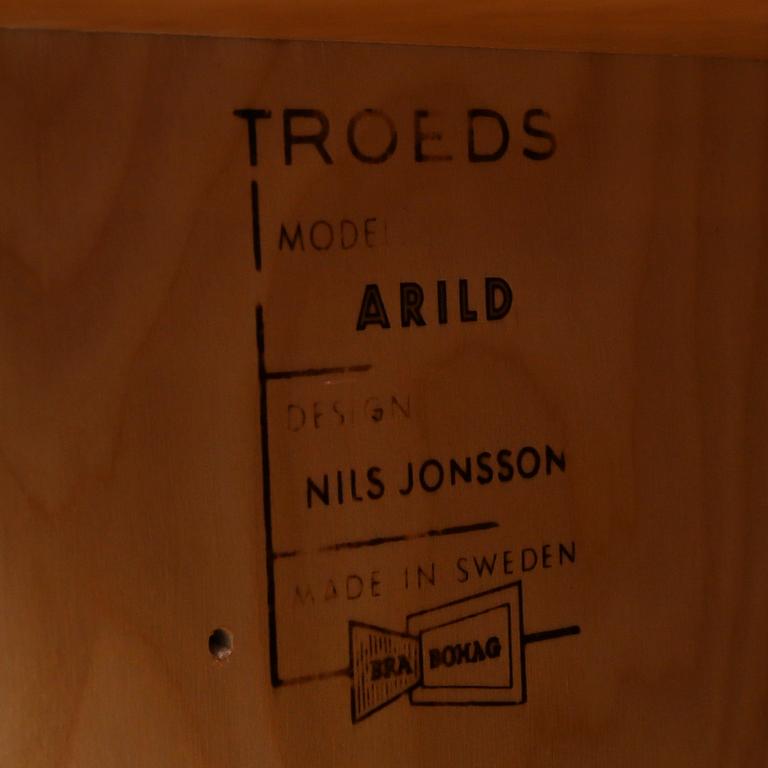 TROEDS
MODEL
ARILD
DESIGN
NILS JONSSON
MADE IN SWEDEN
BRA BOHAG